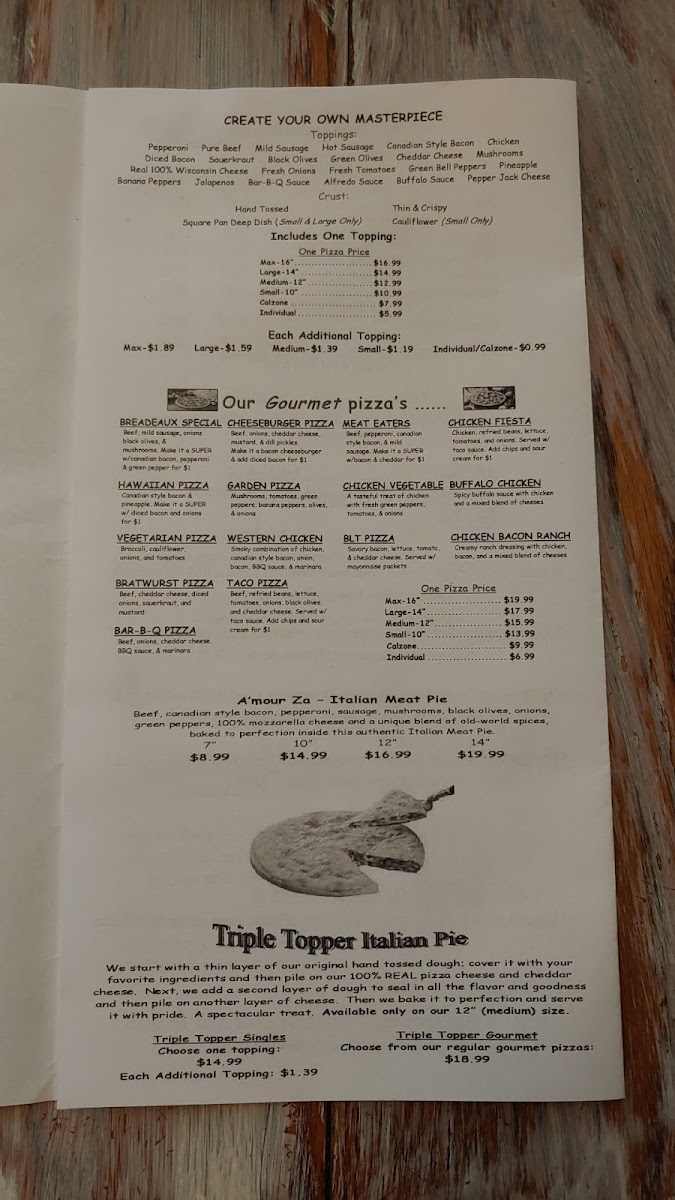 CREATE YOUR OWN MASTERPIECE
Toppings:
Pepperoni Pure Beef Mild Sausage Hot Sausage Canadian Style Bacon Chicken
Diced Bacon Sauerkraut Black Olives Green Olives Cheddar Cheese Mushrooms
Real 100% Wisconsin Cheese Fresh Onions Fresh Tomatoes Green Bell Peppers Pineapple
Banana Peppers Jalapenos Bar-B-Q Sauce Alfredo Sauce Buffalo Sauce Pepper Jack Cheese
Crust:
Hand Tossed Thin & Crispy
Square Pan Deep Dish (Small & Large Only) Cauliflower (Small Only)
Includes One Topping:
One Pizza Price
Max-16"......................$16.99
Large-14"....................$14.99
Medium-12"..................$12.99
Small-10"....................$10.99
Calzone......................$7.99
Individual....................$5.99
Each Additional Topping:
Max-$1.89 Large-$1.59 Medium-$1.39 Small-$1.19 Individual/Calzone-$0.99
Our Gourmet pizza's ......
BREADEAUX SPECIAL
Beef, mild sausage, onions
black olives, &
mushrooms. Make it a SUPER
w/canadian bacon, pepperoni
& green pepper for $1
CHEESEBURGER PIZZA
Beef, onions, cheddar cheese,
mustard, & dill pickles.
Make it a bacon cheeseburger
& add diced bacon for $1
MEAT EATERS
Beef, pepperoni, canadian
style bacon, & mild
sausage. Make it a SUPER
w/bacon & cheddar for $1
CHICKEN FIESTA
Chicken, refried beans, lettuce,
tomatoes, and onions. Served w/
taco sauce. Add chips and sour
cream for $1
HAWAIIAN PIZZA
Canadian style bacon &
pineapple. Make it a SUPER
w/ diced bacon and onions
for $1
GARDEN PIZZA
Mushrooms, tomatoes, green
peppers, banana peppers, olives,
& onions
CHICKEN VEGETABLE
A tasteful treat of chicken
with fresh green peppers,
tomatoes, & onions
BUFFALO CHICKEN
Spicy buffalo sauce with chicken
and a mixed blend of cheeses
VEGETARIAN PIZZA
Broccoli, cauliflower,
onions, and tomatoes
WESTERN CHICKEN
Smoky combination of chicken,
canadian style bacon, onion,
bacon, BBQ sauce, & marinara
BLT PIZZA
Savory bacon, lettuce, tomato,
& cheddar cheese. Served w/
mayonnaise packets
CHICKEN BACON RANCH
Creamy ranch dressing with chicken,
bacon, and a mixed blend of cheeses
BRATWURST PIZZA
Beef, cheddar cheese, diced
onions, sauerkraut, and
mustard
TACO PIZZA
Beef, refried beans, lettuce,
tomatoes, onions, black olives,
and cheddar cheese. Served w/
taco sauce. Add chips and sour
cream for $1
BAR-B-Q PIZZA
Beef, onions, cheddar cheese,
BBQ sauce, & marinara
One Pizza Price
Max-16"......................$19.99
Large-14"....................$17.99
Medium-12"..................$15.99
Small-10"....................$13.99
Calzone......................$9.99
Individual....................$6.99
A'mour Za - Italian Meat Pie
Beef, canadian style bacon, pepperoni, sausage, mushrooms, black olives, onions,
green peppers, 100% mozzarella cheese and a unique blend of old-world spices,
baked to perfection inside this authentic Italian Meat Pie.
7" 10" 12" 14"
$8.99 $14.99 $16.99 $19.99
Triple Topper Italian Pie
We start with a thin layer of our original hand tossed dough; cover it with your
favorite ingredients and then pile on our 100% REAL pizza cheese and cheddar
cheese. Next, we add a second layer of dough to seal in all the flavor and goodness
and then pile on another layer of cheese. Then we bake it to perfection and serve
it with pride. A spectacular treat. Available only on our 12" (medium) size.
Triple Topper Singles
Choose one topping:
$14.99
Each Additional Topping: $1.39
Triple Topper Gourmet
Choose from our regular gourmet pizzas:
$18.99